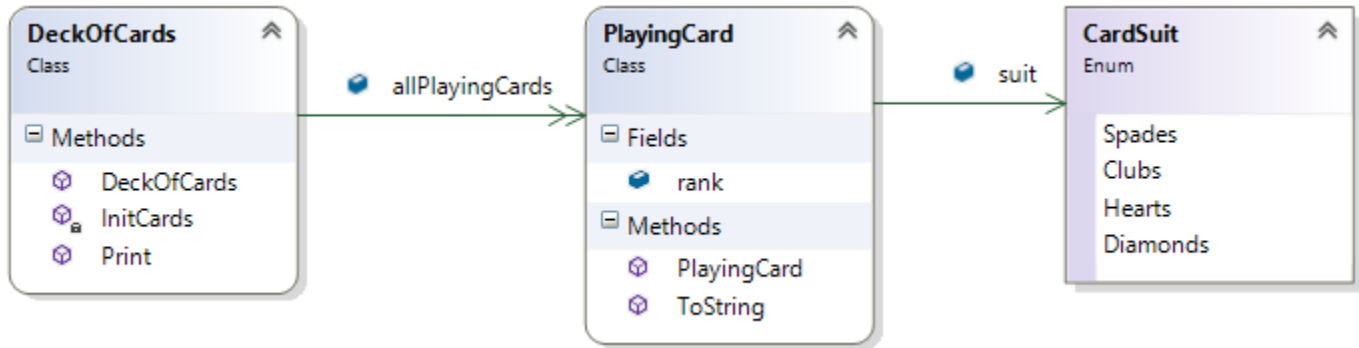 DeckOfCards
Class
Methods
DeckOfCards
InitCards
Print
allPlayingCards
PlayingCard
Class
Fields
rank
Methods
PlayingCard
ToString
suit
CardSuit
Enum
Spades
Clubs
Hearts
Diamonds